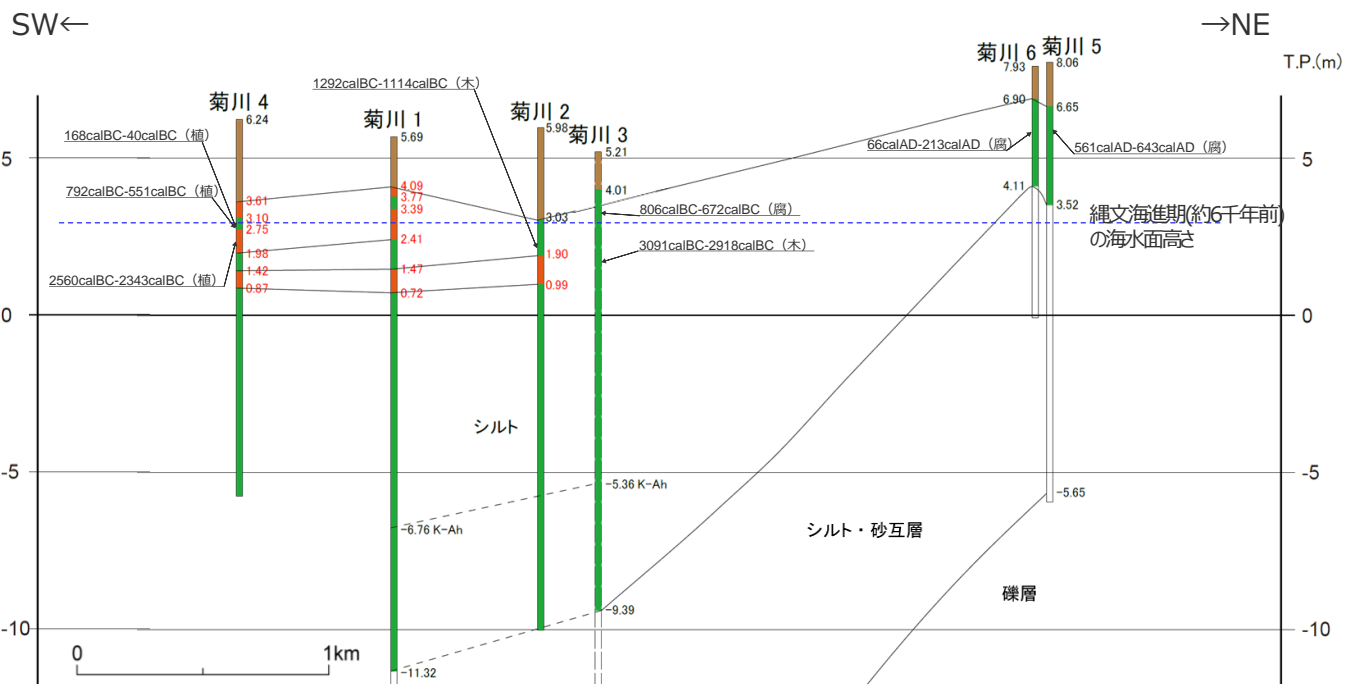 SW←
→NE
T.P.(m)
菊川 6
7.93
菊川 5
8.06
1292calBC-1114calBC（木）
菊川 4
6.24
菊川 1
5.69
菊川 2
5.98
菊川 3
5.21
6.90
6.65
168calBC-40calBC（植）
66calAD-213calAD（腐）
561calAD-643calAD（腐）
5
5
792calBC-551calBC（植）
4.09
4.01
4.11
3.61
3.77
3.39
3.10
3.03
806calBC-672calBC（腐）
3.52
縄文海進期(約6千年前)
の海水面高さ
2.75
2.41
3091calBC-2918calBC（木）
1.98
1.90
2560calBC-2343calBC（植）
1.42
1.47
0.87
0.72
0.99
0
0
シルト
-5
-5
-5.36 K-Ah
-5.65
-6.76 K-Ah
シルト・砂互層
礫層
-9.39
-10
-10
-11.32
0
1km